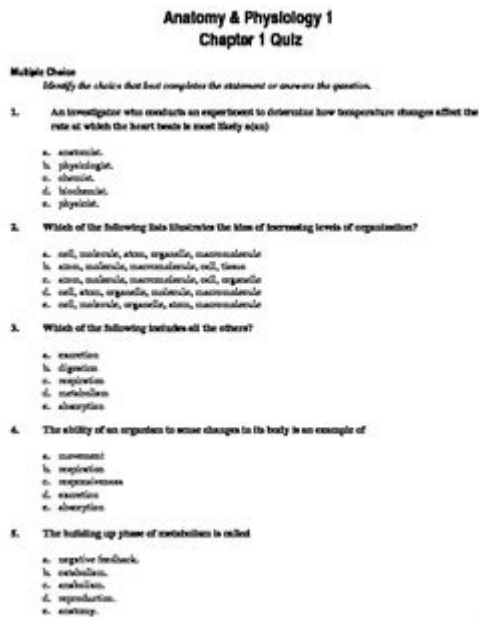 Anatomy & Physiology 1
Chapter 1 Quiz
Multiple Choice
Identify the choice that best completes the statement or answers the question.
1. An investigator who conducts an experiment to determine how temperature changes affect the
rate at which the heart beats is most likely a(an)
a. anatomist.
b. physiologist.
c. chemist.
d. biochemist.
e. physicist.
2. Which of the following lists illustrates the idea of increasing levels of organization?
a. cell, molecule, atom, organelle, macromolecule
b. atom, molecule, macromolecule, cell, tissue
c. atom, molecule, macromolecule, cell, organelle
d. cell, atom, organelle, molecule, macromolecule
e. cell, molecule, organelle, atom, macromolecule
3. Which of the following includes all the others?
a. excretion
b. digestion
c. respiration
d. metabolism
e. absorption
4. The ability of an organism to sense changes in its body is an example of
a. movement
b. respiration
c. responsiveness
d. excretion
e. absorption
5. The building up phase of metabolism is called
a. negative feedback.
b. catabolism.
c. anabolism.
d. reproduction.
e. anatomy.